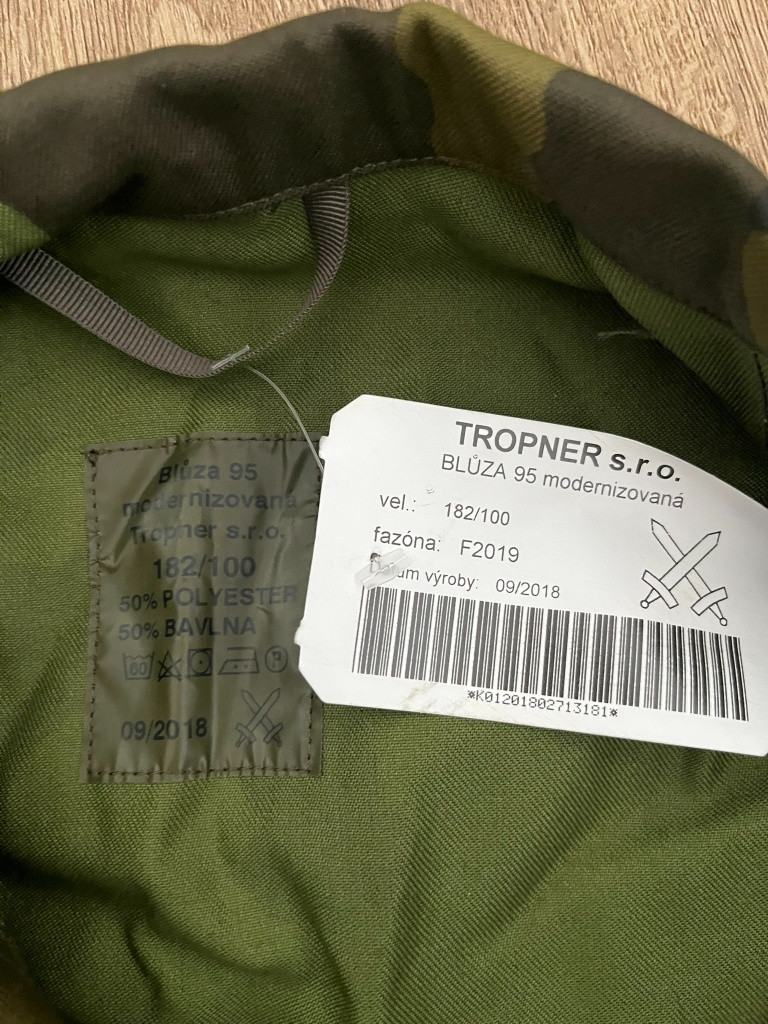 Blůza 95
modernizovaná
Tropner s.r.o.
182/100
50% POLYESTER
50% BAVLNA
60
09/2018
TROPNER s.r.o.
BLŮZA 95 modernizovaná
vel.: 182/100
fazóna: F2019
výroby: 09/2018
*K01201802713181*